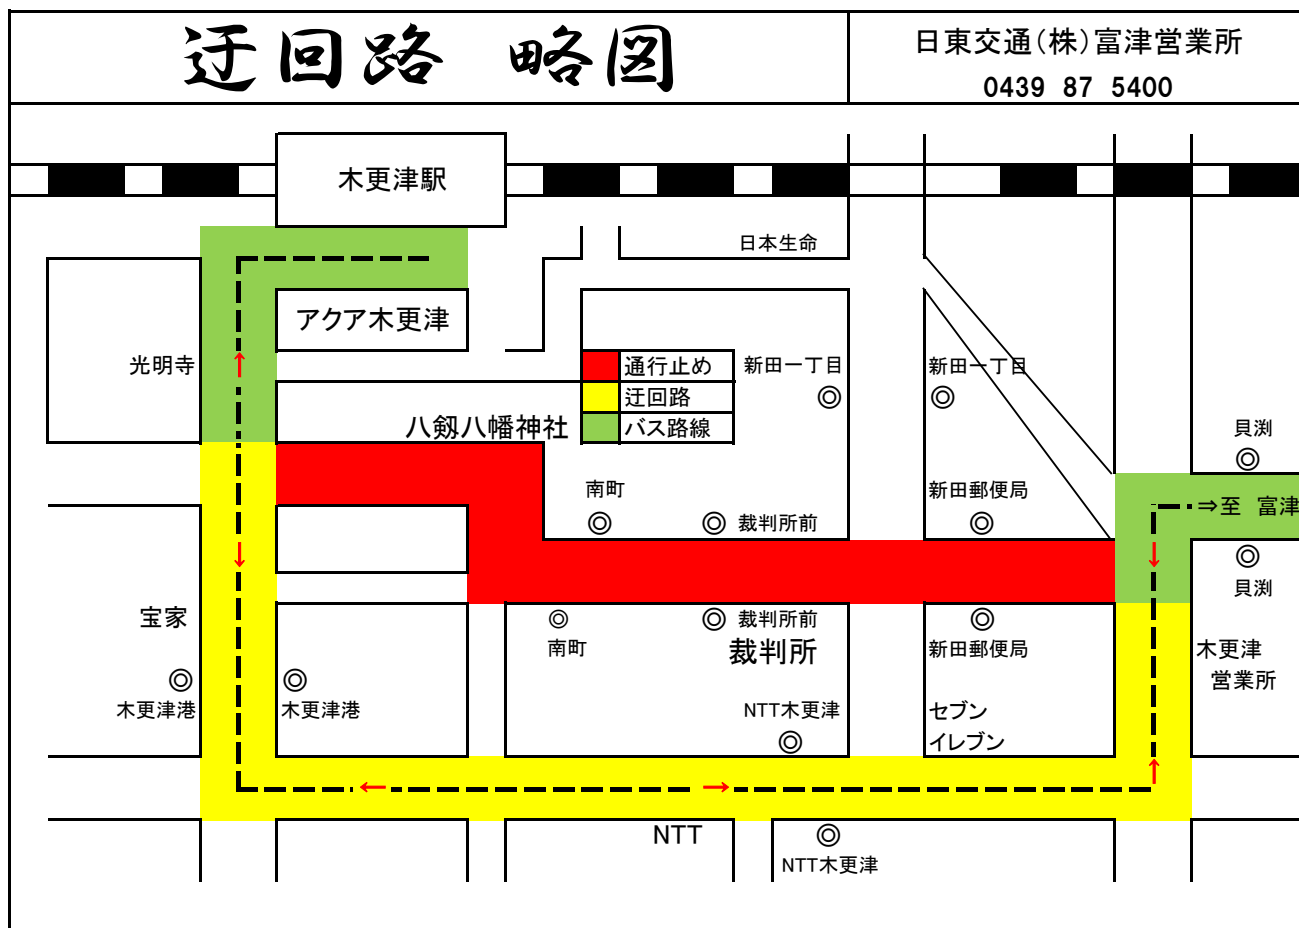 迂回路 略図
日東交通(株)富津営業所
0439 87 5400
木更津駅
日本生命
アクア木更津
光明寺
通行止め
迂回路
バス路線
新田一丁目
新田一丁目
八剱八幡神社
貝渕
南町
裁判所前
新田郵便局
⇒至 富津
貝渕
宝家
南町
裁判所前
裁判所
新田郵便局
木更津
営業所
木更津港
木更津港
NTT木更津
セブン
イレブン
NTT
NTT木更津